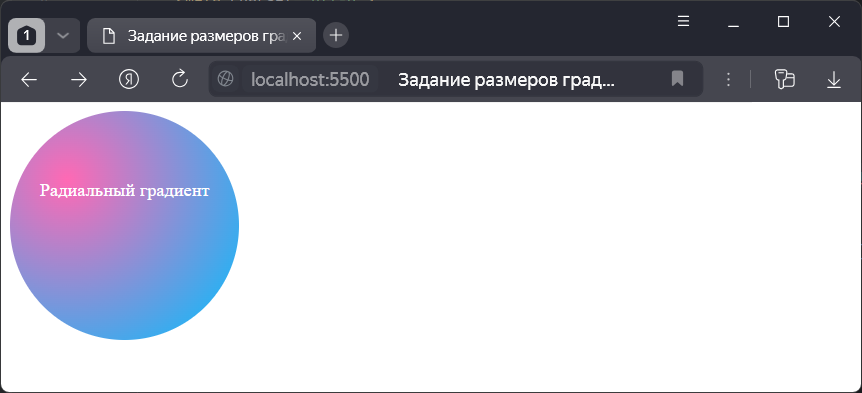 1
Задание размеров гра
localhost:5500 Задание размеров град...
Радиальный градиент